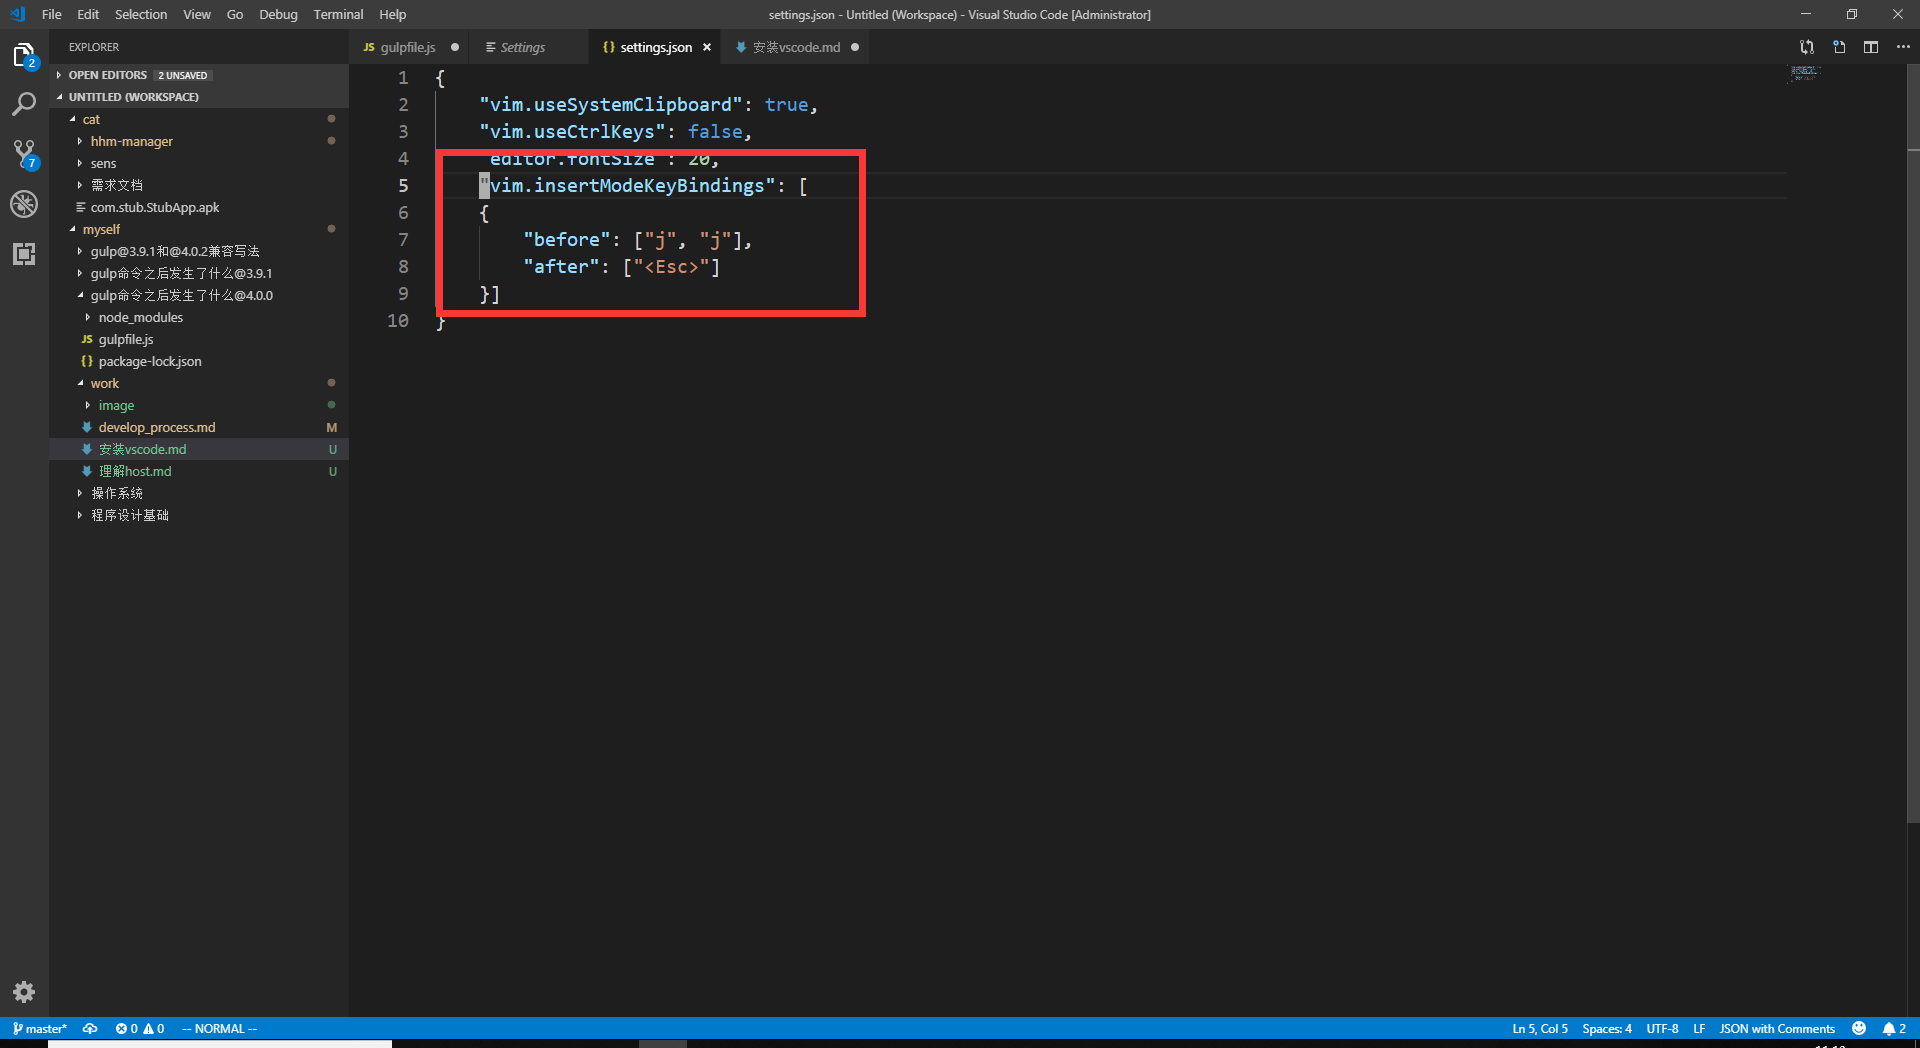 File Edit Selection View Go Debug Terminal Help
settings.json - Untitled (Workspace) - Visual Studio Code [Administrator]
EXPLORER
OPEN EDITORS 2 UNSAVED
UNTITLED (WORKSPACE)
cat
hhm-manager
sens
需求文档
com.stub.StubApp.apk
myself
gulp@3.9.1和@4.0.2兼容写法
gulp命令之后发生了什么@3.9.1
gulp命令之后发生了什么@4.0.0
node_modules
JS gulpfile.js
{} package-lock.json
work
image
develop_process.md M
安装vscode.md U
理解host.md U
操作系统
程序设计基础
2
7
JS gulpfile.js
Settings
{} settings.json ×
安装vscode.md
1 {
2 "vim.useSystemClipboard": true,
3 "vim.useCtrlKeys": false,
4 editor.fontSize : 20,
5 "vim.insertModeKeyBindings": [
6 {
7 "before": ["j", "j"],
8 "after": ["<Esc>"]
9 }]
10 }
master* 0 0 -- NORMAL --
Ln 5, Col 5 Spaces: 4 UTF-8 LF JSON with Comments 2